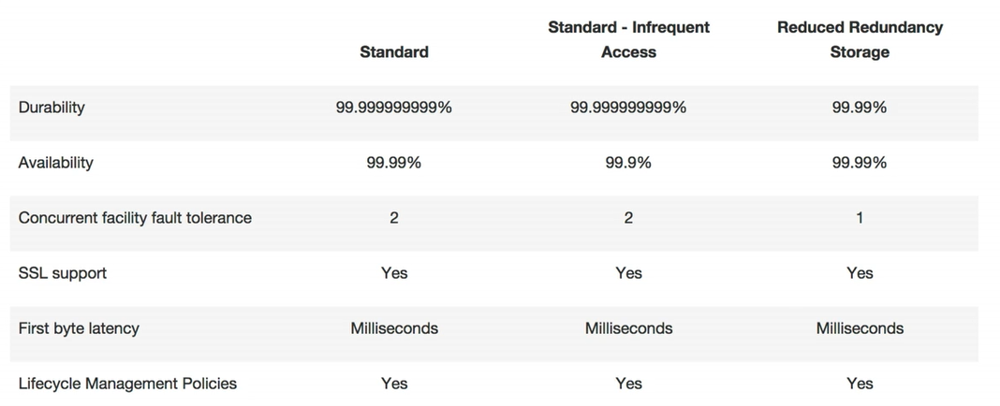 Standard
Standard - Infrequent
Access
Reduced Redundancy
Storage
Durability 99.999999999% 99.999999999% 99.99%
Availability 99.99% 99.9% 99.99%
Concurrent facility fault tolerance 2 2 1
SSL support Yes Yes Yes
First byte latency Milliseconds Milliseconds Milliseconds
Lifecycle Management Policies Yes Yes Yes